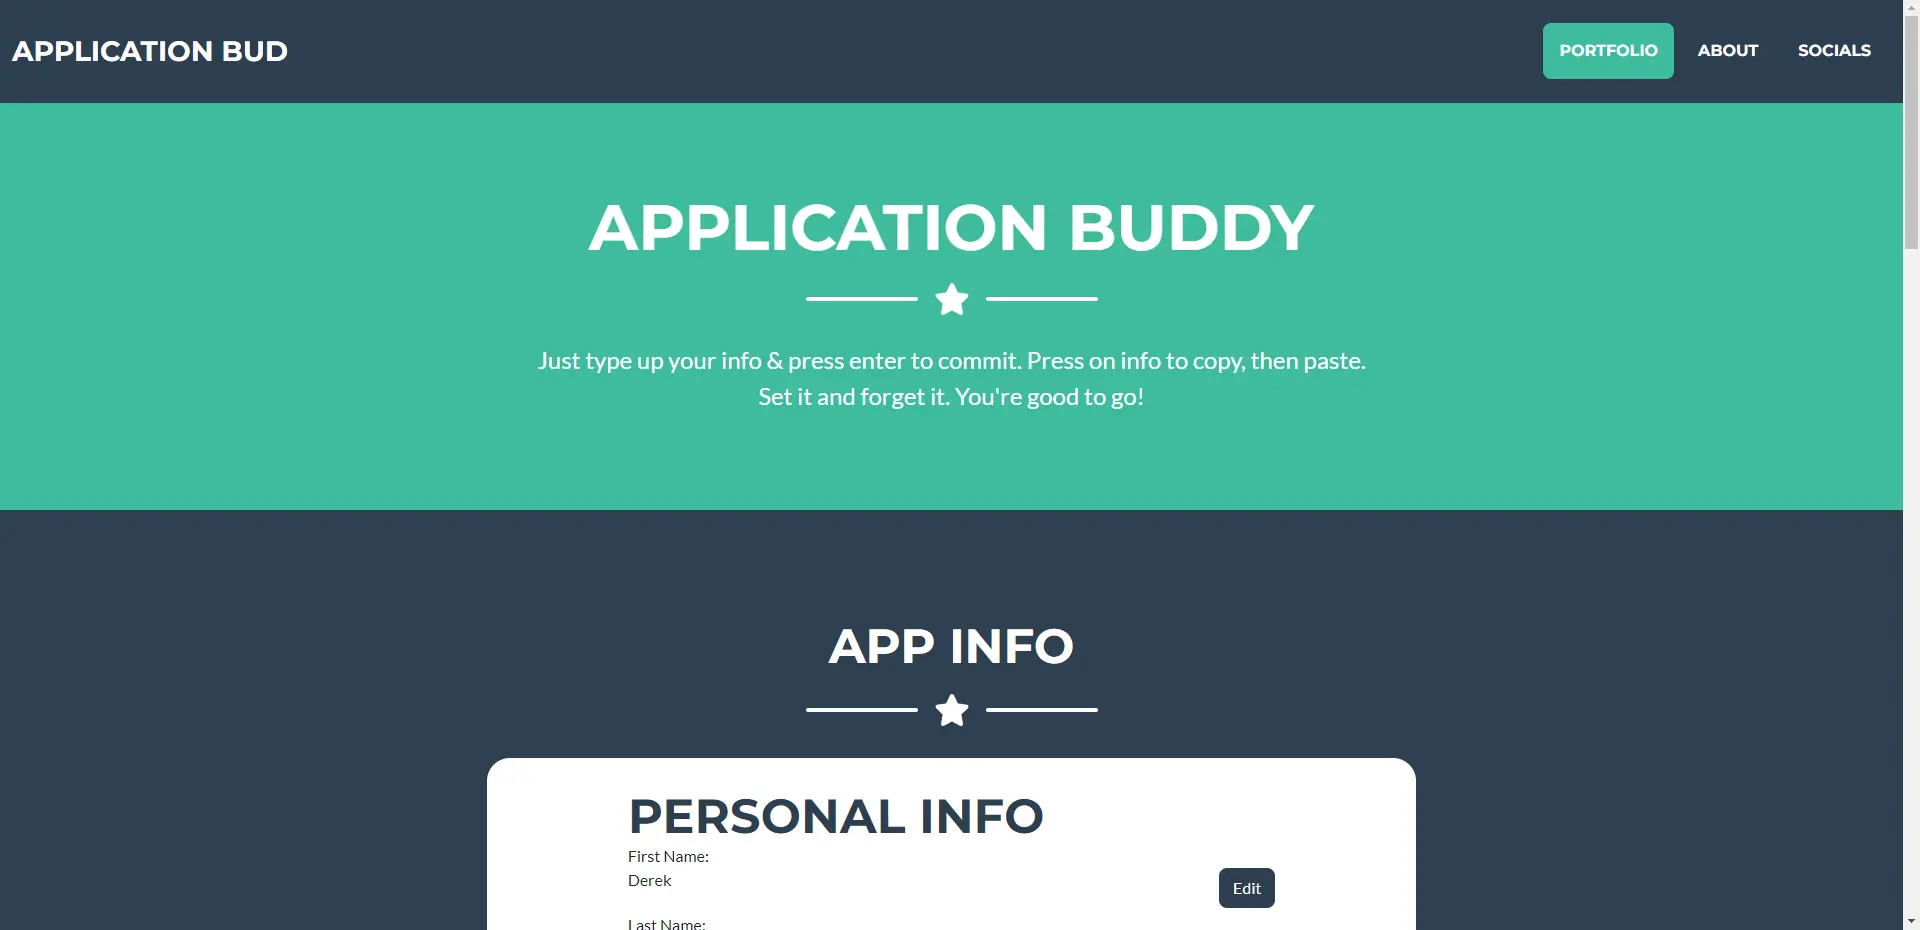 APPLICATION BUD
PORTFOLIO ABOUT SOCIALS
APPLICATION BUDDY
Just type up your info & press enter to commit. Press on info to copy, then paste.
Set it and forget it. You're good to go!
APP INFO
PERSONAL INFO
First Name:
Derek
Edit
Last Name: